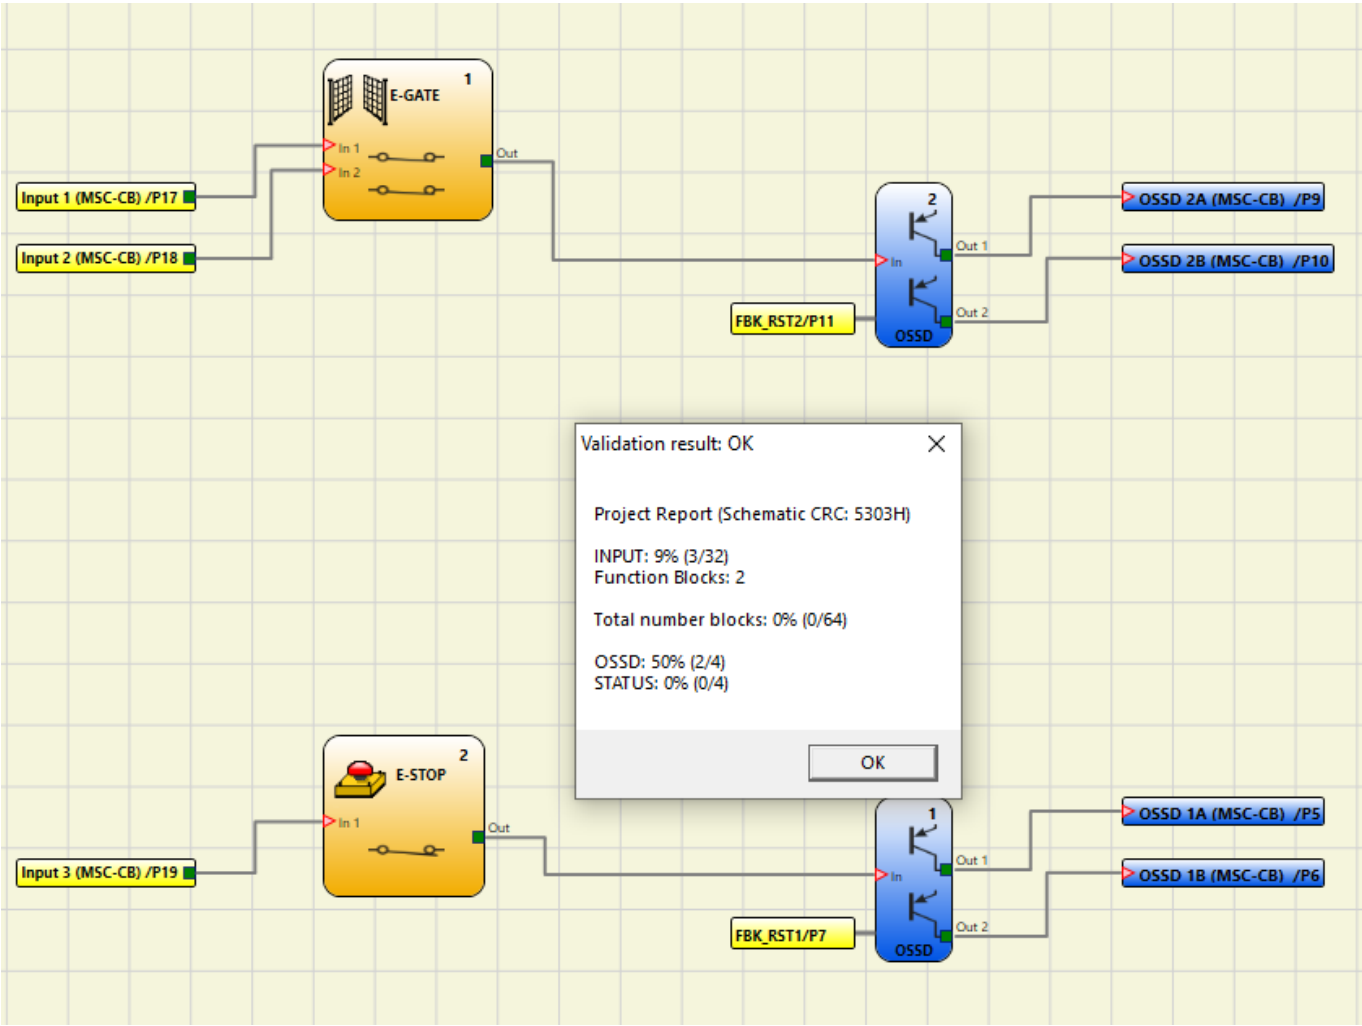 1
E-GATE
In 1
In 2
Out
Input 1 (MSC-CB) /P17
Input 2 (MSC-CB) /P18
2
Out 1
In
Out 2
OSSD
FBK_RST2/P11
OSSD 2A (MSC-CB)  /P9
OSSD 2B (MSC-CB)  /P10
Validation result: OK
Project Report (Schematic CRC: 5303H)
INPUT: 9% (3/32)
Function Blocks: 2
Total number blocks: 0% (0/64)
OSSD: 50% (2/4)
STATUS: 0% (0/4)
OK
2
E-STOP
In 1
Out
Input 3 (MSC-CB) /P19
1
Out 1
In
Out 2
OSSD
FBK_RST1/P7
OSSD 1A (MSC-CB)  /P5
OSSD 1B (MSC-CB)  /P6